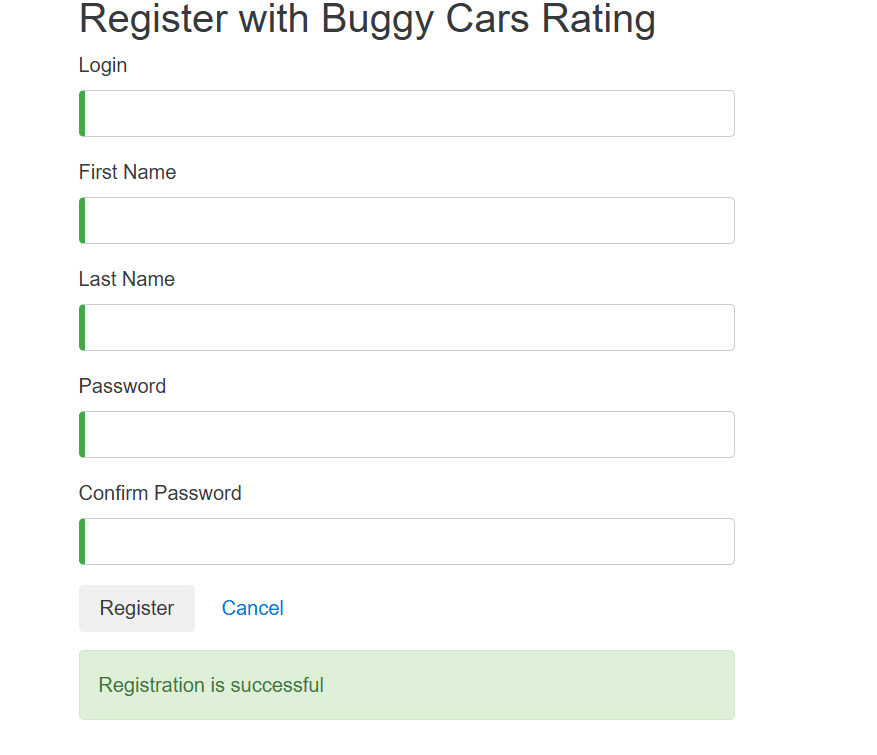 Register with Buggy Cars Rating
Login
First Name
Last Name
Password
Confirm Password
Register Cancel
Registration is successful